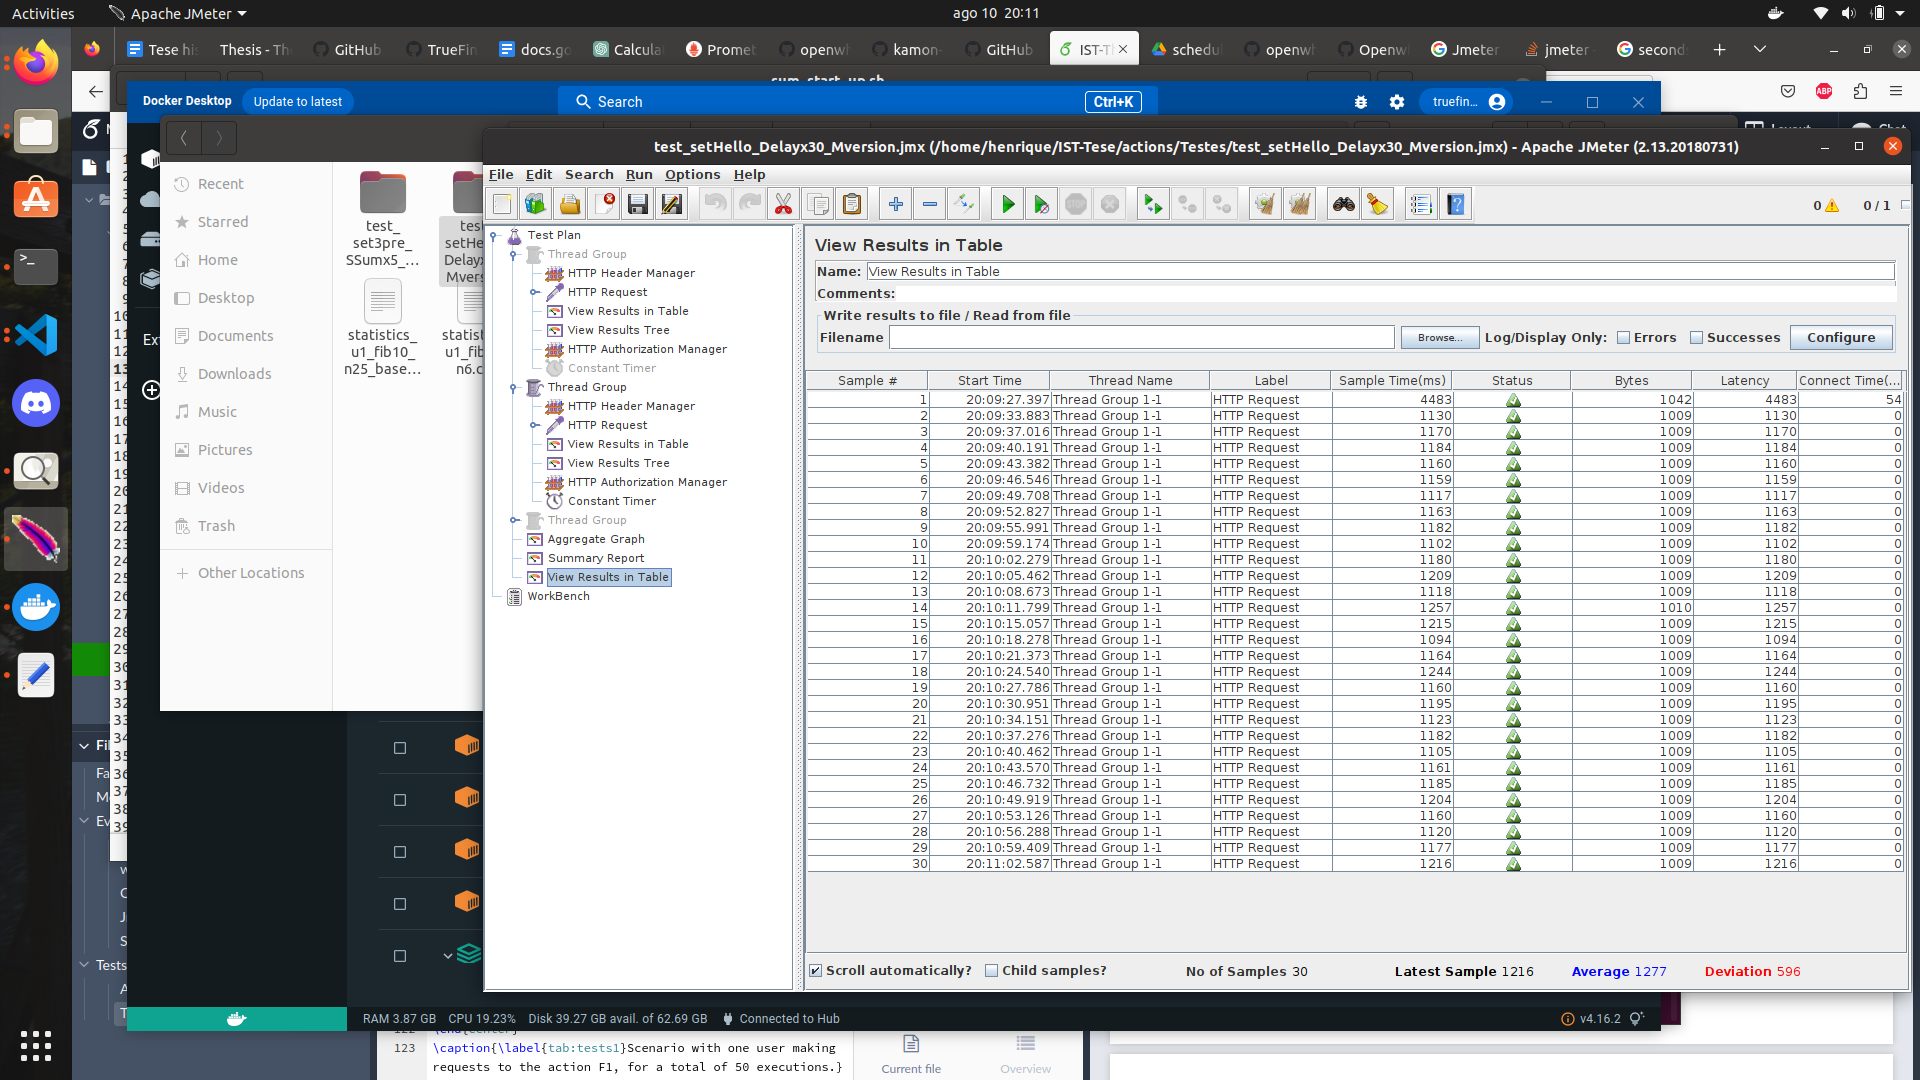 Activities
Apache JMeter
ago 10 20:11
Tese his
Thesis - Th
GitHub
TrueFin
docs.go
Calcula
Promet
openwh
kamon-
GitHub
IST-T
schedu
openwh
Openw
Jmeter
jmeter
second
sum_start_up.sh
Docker Desktop
Update to latest
Search
Ctrl+K
truefin...
ABP
Recent
Starred
Home
Desktop
Documents
Downloads
Music
Pictures
Videos
Trash
Other Locations
test_
set3pre_
SSumx5_...
statistics_
u1_fib10_
n25_base...
test_setHello_Delayx30_Mversion.jmx (/home/henrique/IST-Tese/actions/Testes/test_setHello_Delayx30_Mversion.jmx) - Apache JMeter (2.13.20180731)
File Edit Search Run Options Help
0 0 / 1
Test Plan
Thread Group
HTTP Header Manager
HTTP Request
View Results in Table
View Results Tree
HTTP Authorization Manager
Constant Timer
Thread Group
HTTP Header Manager
HTTP Request
View Results in Table
View Results Tree
HTTP Authorization Manager
Constant Timer
Thread Group
Aggregate Graph
Summary Report
View Results in Table
WorkBench
View Results in Table
Name: View Results in Table
Comments:
Write results to file / Read from file
Filename Browse... Log/Display Only: Errors Successes Configure
Sample # Start Time Thread Name Label Sample Time(ms) Status Bytes Latency Connect Time(...
1 20:09:27.397 Thread Group 1-1 HTTP Request 4483 1042 4483 54
2 20:09:33.883 Thread Group 1-1 HTTP Request 1130 1009 1130 0
3 20:09:37.016 Thread Group 1-1 HTTP Request 1170 1009 1170 0
4 20:09:40.191 Thread Group 1-1 HTTP Request 1184 1009 1184 0
5 20:09:43.382 Thread Group 1-1 HTTP Request 1160 1009 1160 0
6 20:09:46.546 Thread Group 1-1 HTTP Request 1159 1009 1159 0
7 20:09:49.708 Thread Group 1-1 HTTP Request 1117 1009 1117 0
8 20:09:52.827 Thread Group 1-1 HTTP Request 1163 1009 1163 0
9 20:09:55.991 Thread Group 1-1 HTTP Request 1182 1009 1182 0
10 20:09:59.174 Thread Group 1-1 HTTP Request 1102 1009 1102 0
11 20:10:02.279 Thread Group 1-1 HTTP Request 1180 1009 1180 0
12 20:10:05.462 Thread Group 1-1 HTTP Request 1209 1009 1209 0
13 20:10:08.673 Thread Group 1-1 HTTP Request 1118 1009 1118 0
14 20:10:11.799 Thread Group 1-1 HTTP Request 1257 1010 1257 0
15 20:10:15.057 Thread Group 1-1 HTTP Request 1215 1009 1215 0
16 20:10:18.278 Thread Group 1-1 HTTP Request 1094 1009 1094 0
17 20:10:21.373 Thread Group 1-1 HTTP Request 1164 1009 1164 0
18 20:10:24.540 Thread Group 1-1 HTTP Request 1244 1009 1244 0
19 20:10:27.786 Thread Group 1-1 HTTP Request 1160 1009 1160 0
20 20:10:30.951 Thread Group 1-1 HTTP Request 1195 1009 1195 0
21 20:10:34.151 Thread Group 1-1 HTTP Request 1123 1009 1123 0
22 20:10:37.276 Thread Group 1-1 HTTP Request 1182 1009 1182 0
23 20:10:40.462 Thread Group 1-1 HTTP Request 1105 1009 1105 0
24 20:10:43.570 Thread Group 1-1 HTTP Request 1161 1009 1161 0
25 20:10:46.732 Thread Group 1-1 HTTP Request 1185 1009 1185 0
26 20:10:49.919 Thread Group 1-1 HTTP Request 1204 1009 1204 0
27 20:10:53.126 Thread Group 1-1 HTTP Request 1160 1009 1160 0
28 20:10:56.288 Thread Group 1-1 HTTP Request 1120 1009 1120 0
29 20:10:59.409 Thread Group 1-1 HTTP Request 1177 1009 1177 0
30 20:11:02.587 Thread Group 1-1 HTTP Request 1216 1009 1216 0
Scroll automatically? Child samples? No of Samples 30 Latest Sample 1216 Average 1277 Deviation 596
RAM 3.87 GB CPU 19.23% Disk 39.27 GB avail. of 62.69 GB Connected to Hub
v4.16.2
123 \caption{\label{tab:tests1}Scenario with one user making
requests to the action F1, for a total of 50 executions.}
Current file
Overview